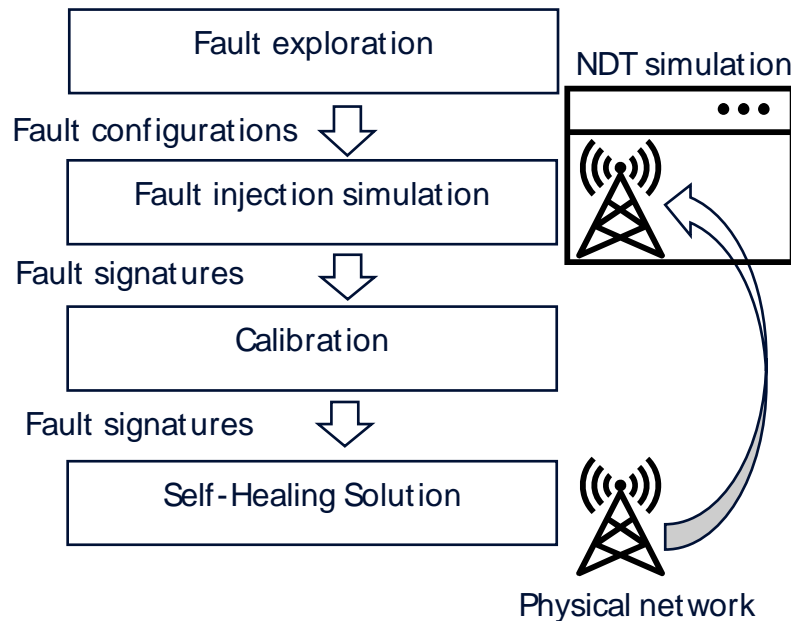 Fault exploration
NDT simulation
Fault configurations
Fault injection simulation
Fault signatures
Calibration
Fault signatures
Self-Healing Solution
Physical network